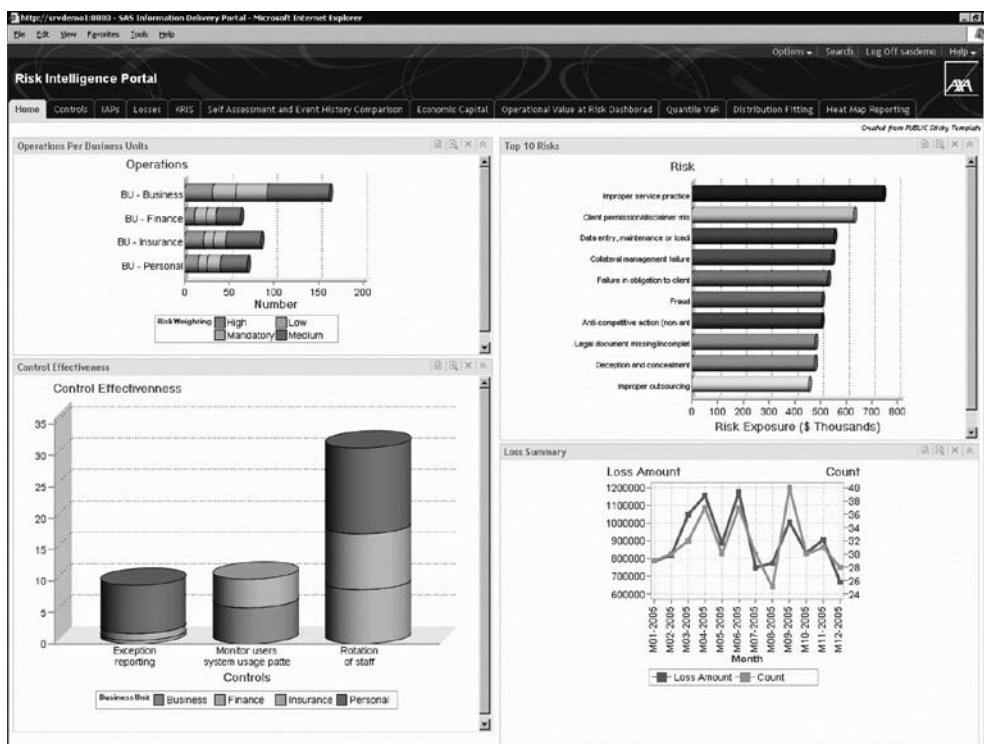 http://srvdemo1:8080 - SAS Information Delivery Portal - Microsoft Internet Explorer
File Edit View Favorites Tools Help
Options Search Log Off sasdemo Help
Risk Intelligence Portal
AXA
Home Controls IAPs Losses KRIS Self Assessment and Event History Comparison Economic Capital Operational Value at Risk Dashborad Quantile VaR Distribution Fitting Heat Map Reporting
Created from PUBLIC Sticky Template
Operations Per Business Units
Operations
BU - Business
BU - Finance
BU - Insurance
BU - Personal
0 50 100 150 200
Number
RiskWeighting High Low
Mandatory Medium
Control Effectiveness
Control Effectivenness
35
30
25
20
15
10
5
0
Exception reporting
Monitor users system usage patte
Rotation of staff
Controls
Business Unit Business Finance Insurance Personal
Top 10 Risks
Risk
Improper service practice
Client permission/disclaimer mis
Data entry, maintenance or loadi
Collateral management failure
Failure in obligation to client
Fraud
Anti-competitive action (non-ant
Legal document missing/incomplet
Deception and concealment
Improper outsourcing
0 100 200 300 400 500 600 700 800
Risk Exposure ($ Thousands)
Loss Summary
Loss Amount Count
1200000 40
1100000 38
1000000 36
900000 34
800000 32
700000 30
600000 28
26
24
M01-2005
M02-2005
M03-2005
M04-2005
M05-2005
M06-2005
M07-2005
M08-2005
M09-2005
M10-2005
M11-2005
M12-2005
Month
Loss Amount Count